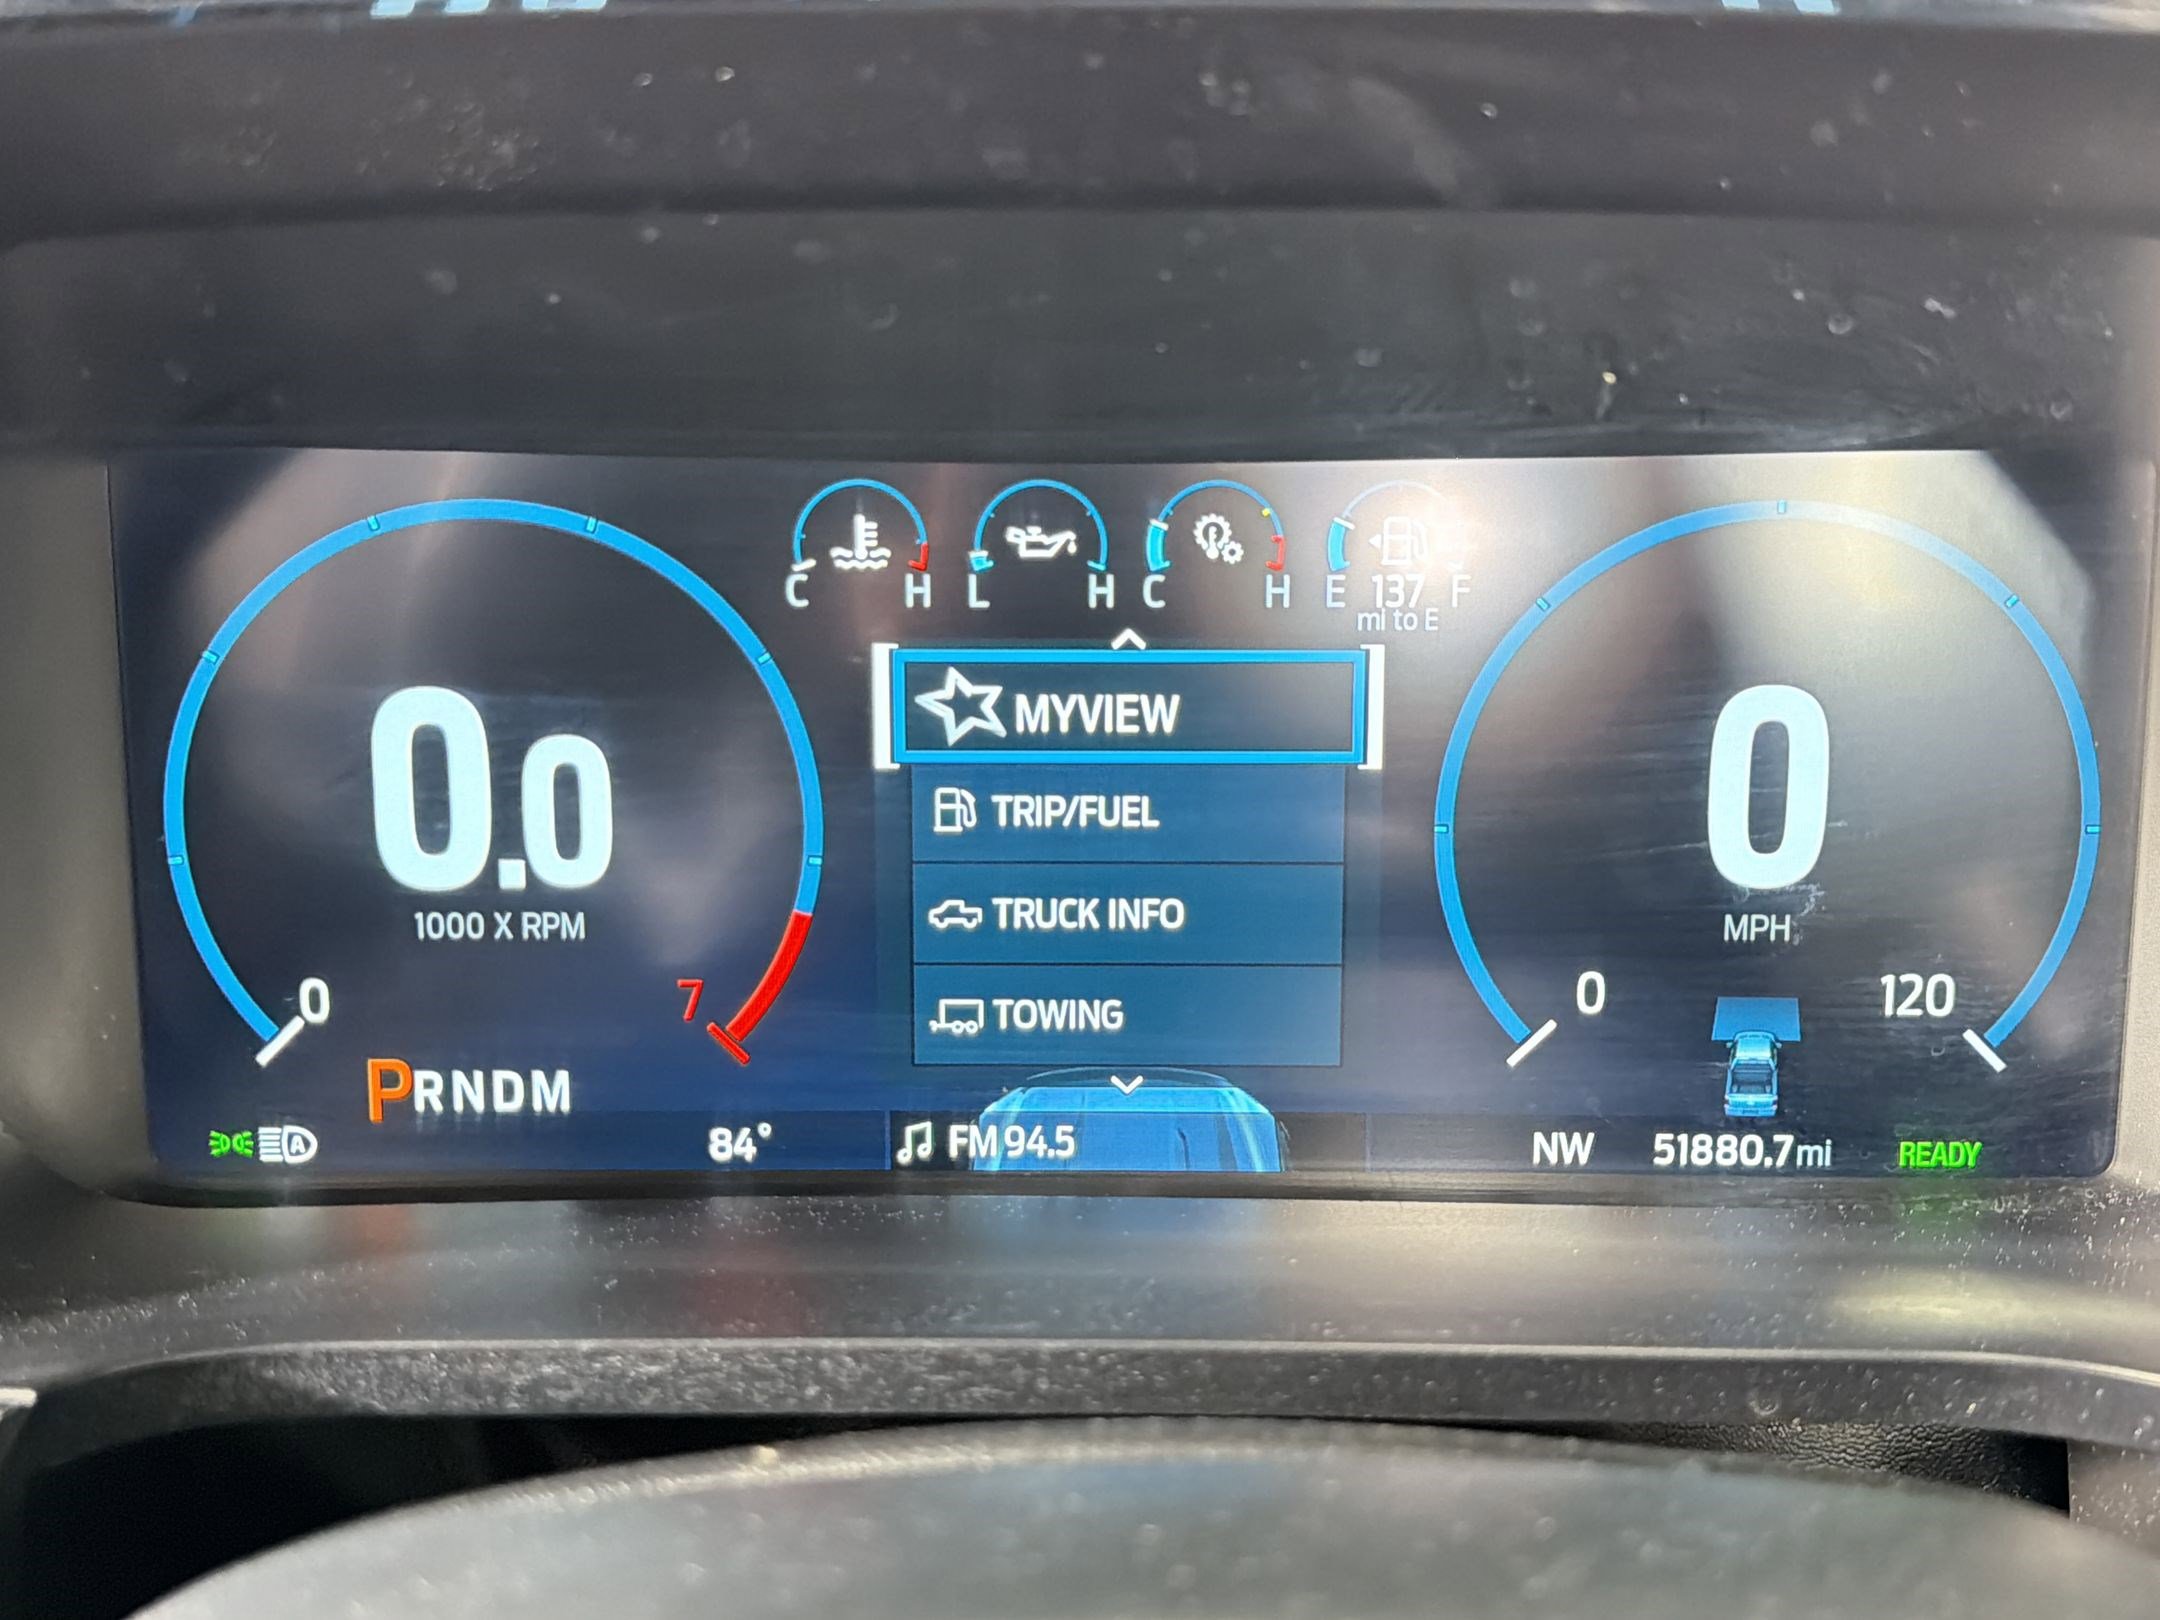 C H L H C H E 137 F
mi to E
MYVIEW
TRIP/FUEL
TRUCK INFO
TOWING
0.0
1000 X RPM
0 7
PRNDM
0
MPH
0 120
A
84°
FM 94.5
NW
51880.7mi
READY